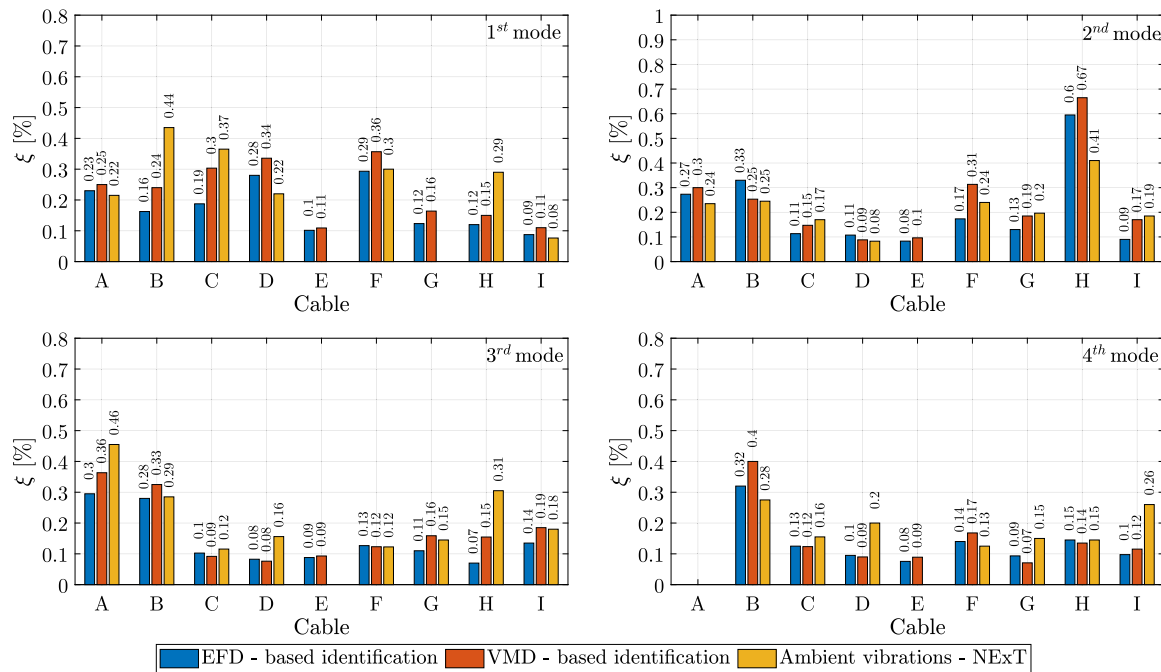 0.8
0.7
0.6
0.5
0.4
0.3
0.2
0.1
0
ξ [%]
1st mode
0.23 0.25 0.22 0.16 0.24 0.44 0.19 0.3 0.37 0.28 0.34 0.22 0.1 0.11 0.29 0.36 0.3 0.12 0.16 0.12 0.15 0.29 0.09 0.11 0.08
A B C D E F G H I
Cable
1
0.9
0.8
0.7
0.6
0.5
0.4
0.3
0.2
0.1
0
ξ [%]
2nd mode
0.27 0.3 0.24 0.33 0.25 0.25 0.11 0.15 0.17 0.11 0.09 0.08 0.08 0.1 0.17 0.31 0.24 0.13 0.19 0.2 0.6 0.67 0.41 0.09 0.17 0.19
A B C D E F G H I
Cable
0.8
0.7
0.6
0.5
0.4
0.3
0.2
0.1
0
ξ [%]
3rd mode
0.3 0.36 0.46 0.28 0.33 0.29 0.1 0.09 0.12 0.08 0.08 0.16 0.09 0.09 0.13 0.12 0.12 0.11 0.16 0.15 0.07 0.15 0.31 0.14 0.19 0.18
A B C D E F G H I
Cable
0.8
0.7
0.6
0.5
0.4
0.3
0.2
0.1
0
ξ [%]
4th mode
0.32 0.4 0.28 0.13 0.12 0.16 0.1 0.09 0.2 0.08 0.09 0.14 0.17 0.13 0.09 0.07 0.15 0.15 0.14 0.15 0.1 0.12 0.26
A B C D E F G H I
Cable
EFD - based identification VMD - based identification Ambient vibrations - NExT